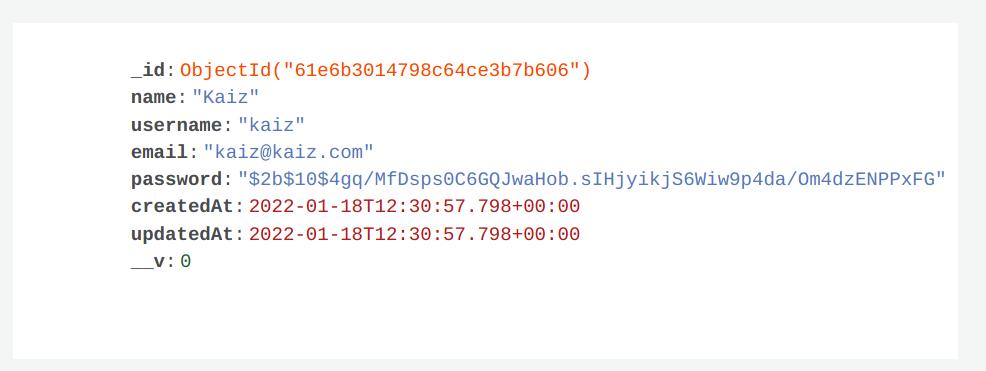 _id: ObjectId("61e6b3014798c64ce3b7b606")
name: "Kaiz"
username: "kaiz"
email: "kaiz@kaiz.com"
password: "$2b$10$4gq/MfDsps0C6GQJwaHob.sIHjyikjS6Wiw9p4da/Om4dzENPPxFG"
createdAt: 2022-01-18T12:30:57.798+00:00
updatedAt: 2022-01-18T12:30:57.798+00:00
__v: 0